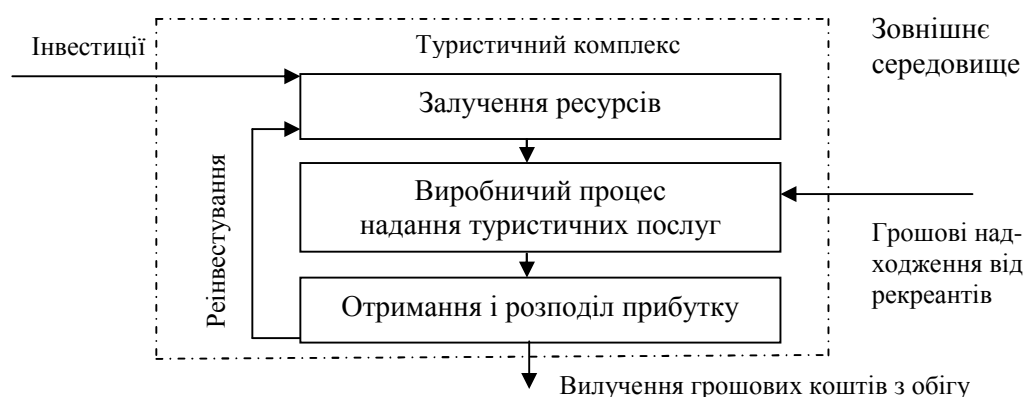 Інвестиції
Туристичний комплекс
Зовнішнє
середовище
Залучення ресурсів
Реінвестування
Виробничий процес
надання туристичних послуг
Грошові над-
ходження від
рекреантів
Отримання і розподіл прибутку
Вилучення грошових коштів з обігу